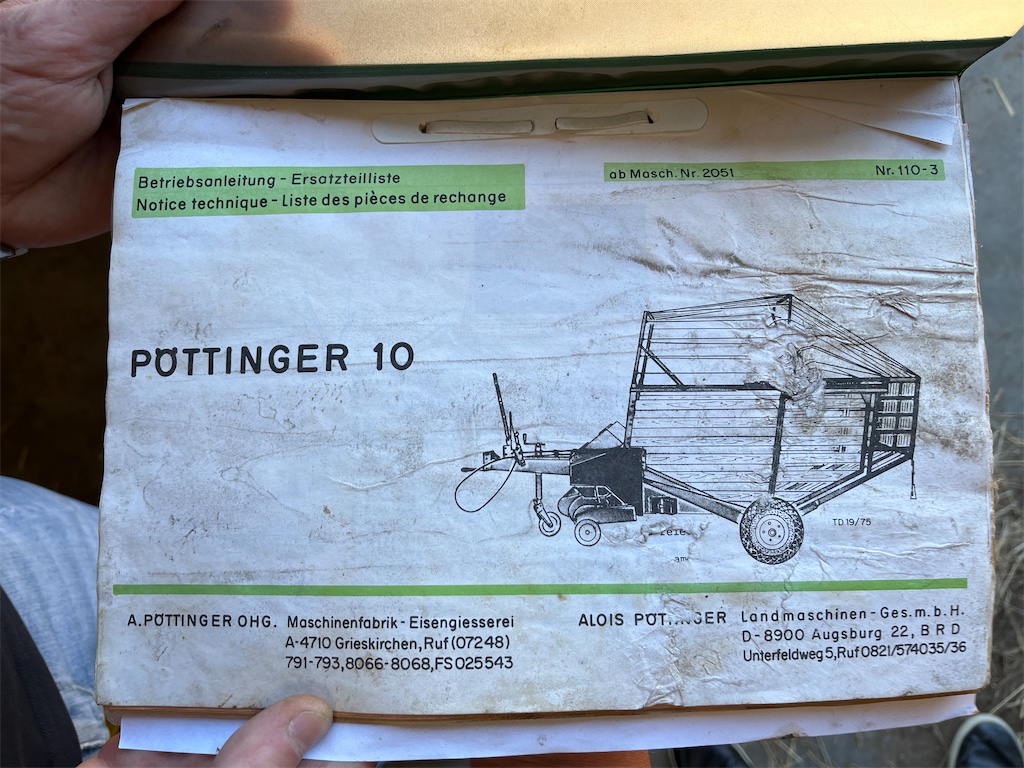 Betriebsanleitung - Ersatzteilliste
Notice technique - Liste des pièces de rechange
ab Masch. Nr. 2051
Nr. 110-3
PÖTTINGER 10
TD 19/75
A. PÖTTINGER OHG. Maschinenfabrik - Eisengiesserei
A-4710 Grieskirchen, Ruf (07248)
791-793, 8066-8068, FS 025543
ALOIS Landmaschinen - Ges. m. b. H.
D - 8900 Augsburg 22, B R D
Unterfeldweg 5, Ruf 0821/574035/36